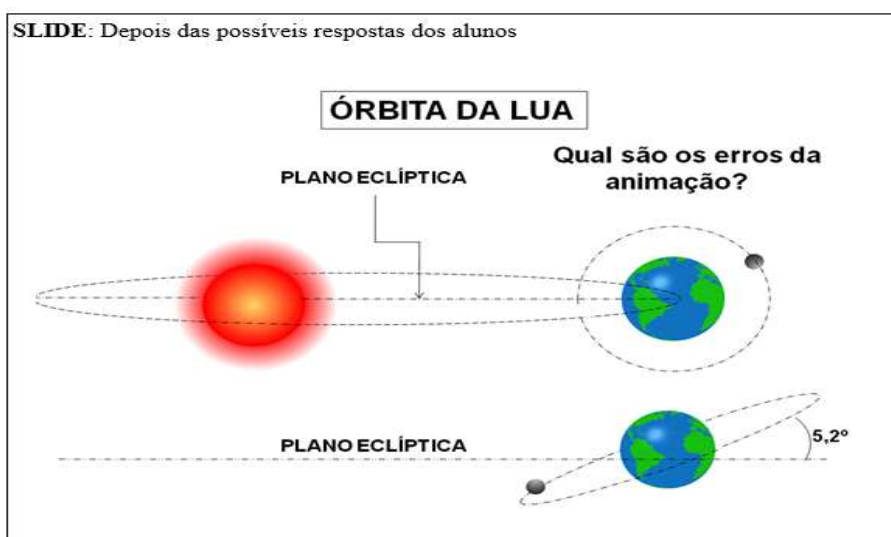 SLIDE: Depois das possíveis respostas dos alunos
ÓRBITA DA LUA
Qual são os erros da
animação?
PLANO ECLÍPTICA
PLANO ECLÍPTICA
5,2º